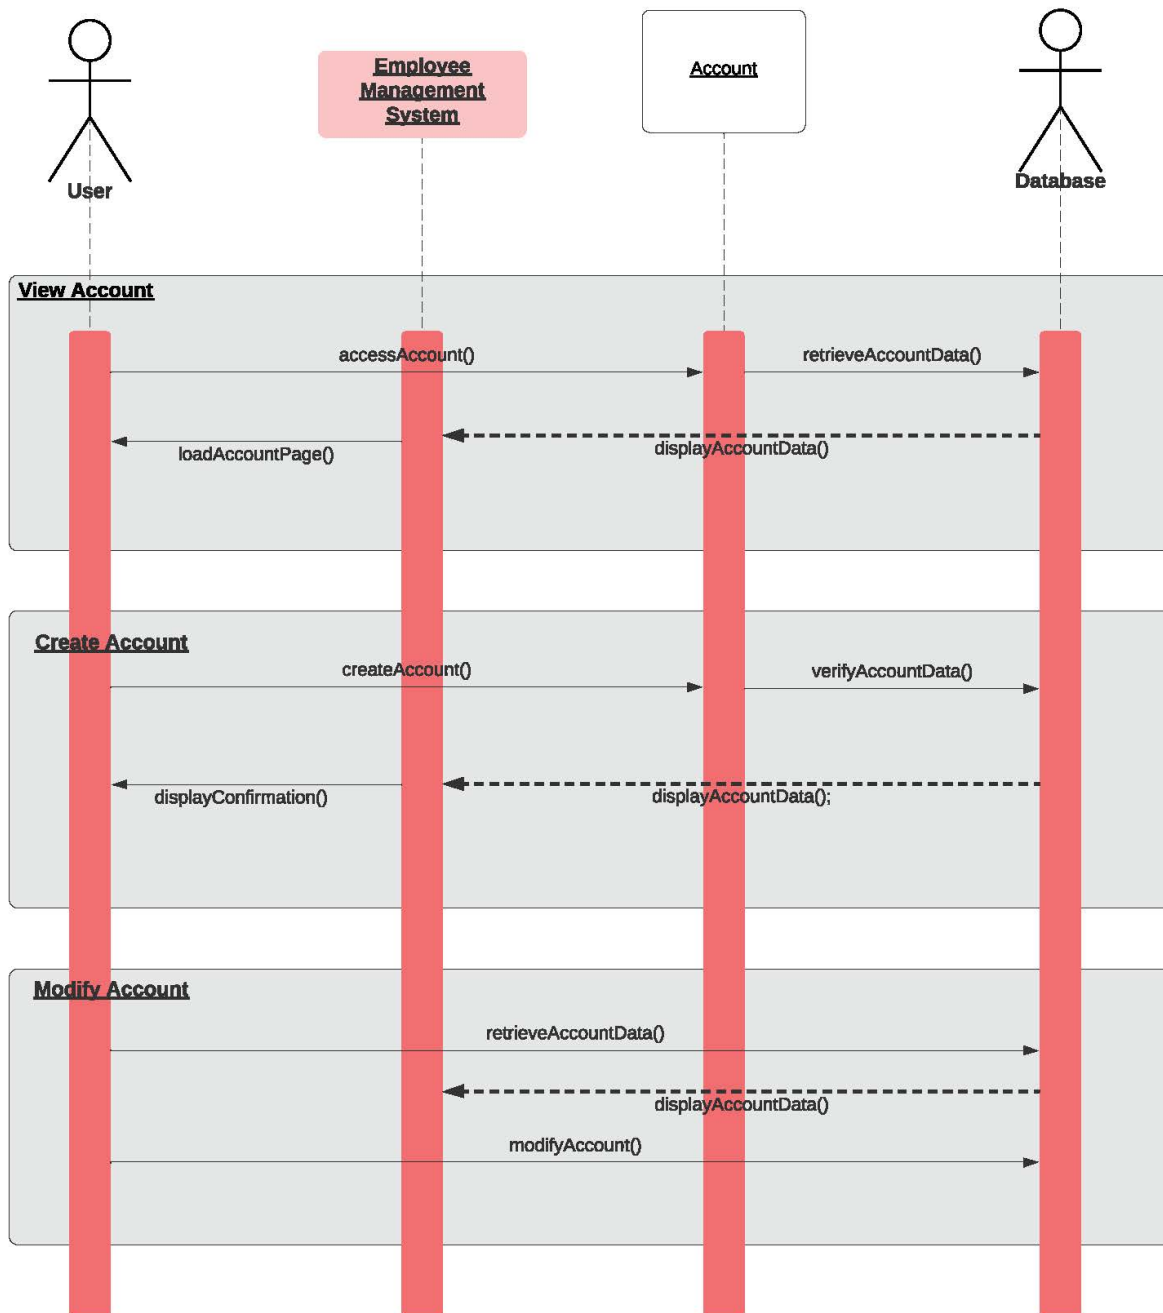 User
Employee
Management
System
Account
Database
View Account
accessAccount()
retrieveAccountData()
loadAccountPage()
displayAccountData()
Create Account
createAccount()
verifyAccountData()
displayConfirmation()
displayAccountData();
Modify Account
retrieveAccountData()
displayAccountData()
modifyAccount()